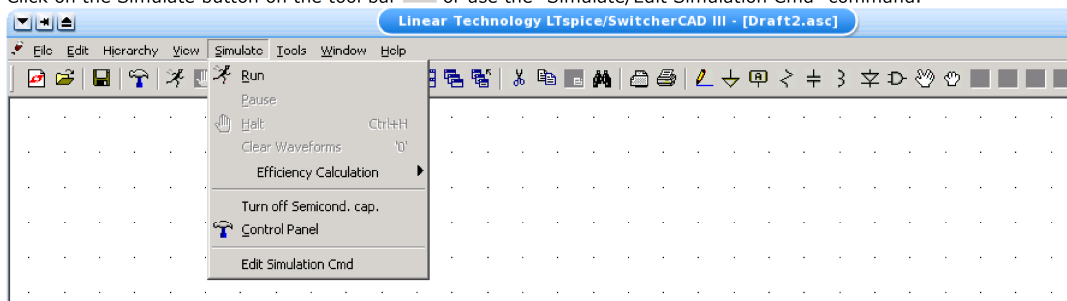 Click on the Simulate button on the tool bar or use the "Simulate/Edit Simulation Cmd" command.
Linear Technology LTspice/SwitcherCAD III - [Draft2.asc]
File Edit Hierarchy View Simulate Tools Window Help
Run
Pause
Halt Ctrl+H
Clear Waveforms '0'
Efficiency Calculation
Turn off Semicond. cap.
Control Panel
Edit Simulation Cmd